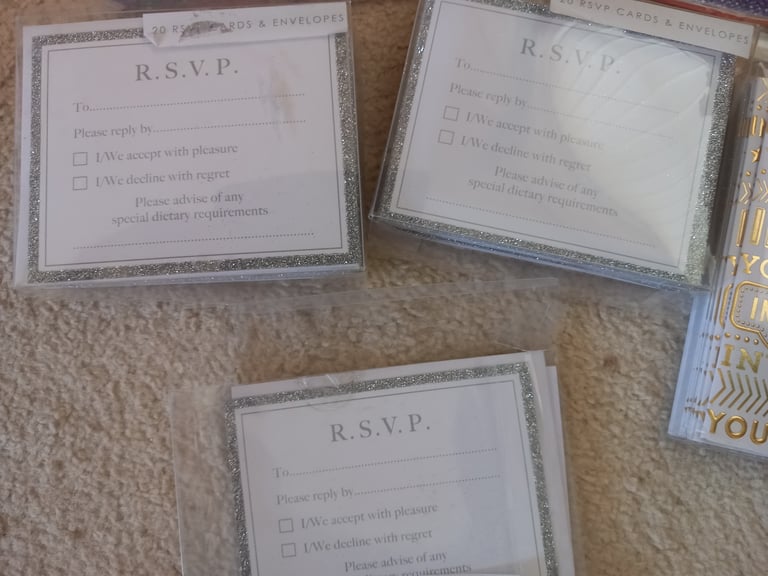 20 RSVP CARDS & ENVELOPES
R.S.V.P.
To
Please reply by
I/We accept with pleasure
I/We decline with regret
Please advise of any
special dietary requirements
20 RSVP CARDS & ENVELOPES
R.S.V.P.
To
Please reply by
I/We accept with pleasure
I/We decline with regret
Please advise of any
special dietary requirements
R.S.V.P.
To
Please reply by
I/We accept with pleasure
I/We decline with regret
Please advise of any
requirements
YO
IN
YOU